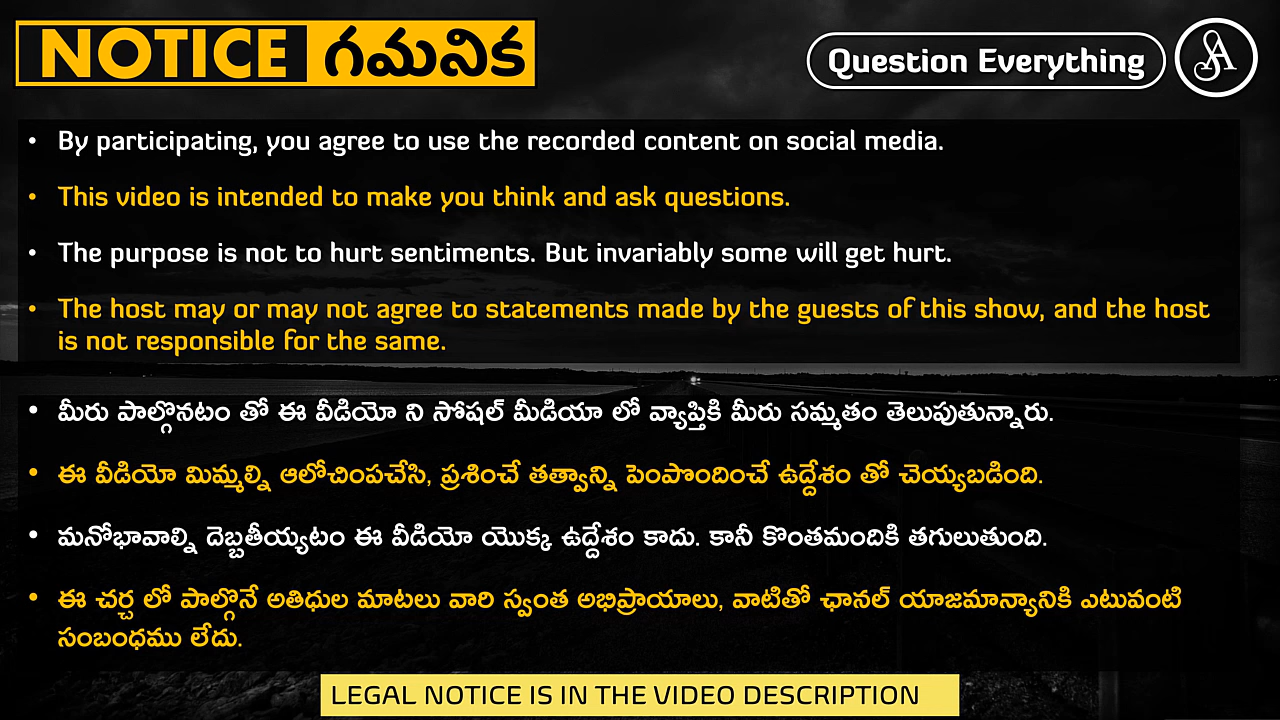 NOTICE గమనిక
Question Everything
• By participating, you agree to use the recorded content on social media.
• This video is intended to make you think and ask questions.
• The purpose is not to hurt sentiments. But invariably some will get hurt.
• The host may or may not agree to statements made by the guests of this show, and the host
is not responsible for the same.
• మీరు పాల్గొనటం తో ఈ వీడియో ని సోషల్ మీడియా లో వ్యాప్తికి మీరు సమ్మతం తెలుపుతున్నారు.
• ఈ వీడియో మిమ్మల్ని ఆలోచింపచేసి, ప్రశించే తత్వాన్ని పెంపొందించే ఉద్దేశం తో చెయ్యబడింది.
• మనోభావాల్ని దెబ్బతీయ్యటం ఈ వీడియో యొక్క ఉద్దేశం కాదు. కానీ కొంతమందికి తగులుతుంది.
• ఈ చర్చ లో పాల్గొనే అతిధుల మాటలు వారి స్వంత అభిప్రాయాలు, వాటితో ఛానల్ యాజమాన్యానికి ఎటువంటి
సంబంధము లేదు.
LEGAL NOTICE IS IN THE VIDEO DESCRIPTION